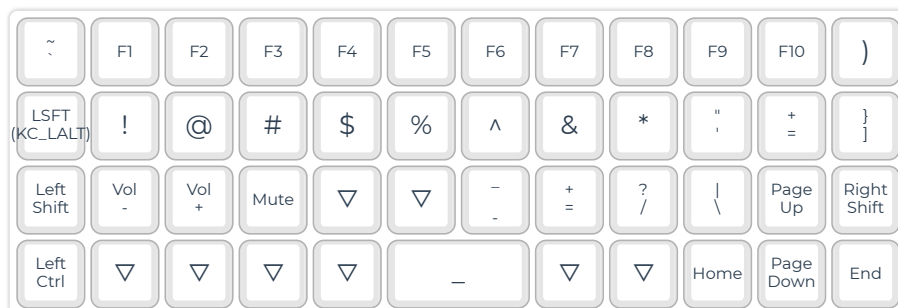 ~
`
F1
F2
F3
F4
F5
F6
F7
F8
F9
F10
)
LSFT
(KC_LALT)
!
@
#
$
%
^
&
*
"
'
+
=
}
]
Left
Shift
Vol
-
Vol
+
Mute
▽
▽
_
-
+
=
?
/
|
\
Page
Up
Right
Shift
Left
Ctrl
▽
▽
▽
▽
_
▽
▽
Home
Page
Down
End